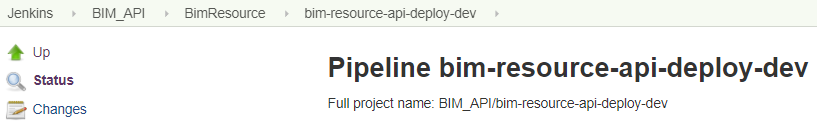 Jenkins BIM_API BimResource bim-resource-api-deploy-dev
Up
Status
Changes
Pipeline bim-resource-api-deploy-dev
Full project name: BIM_API/bim-resource-api-deploy-dev